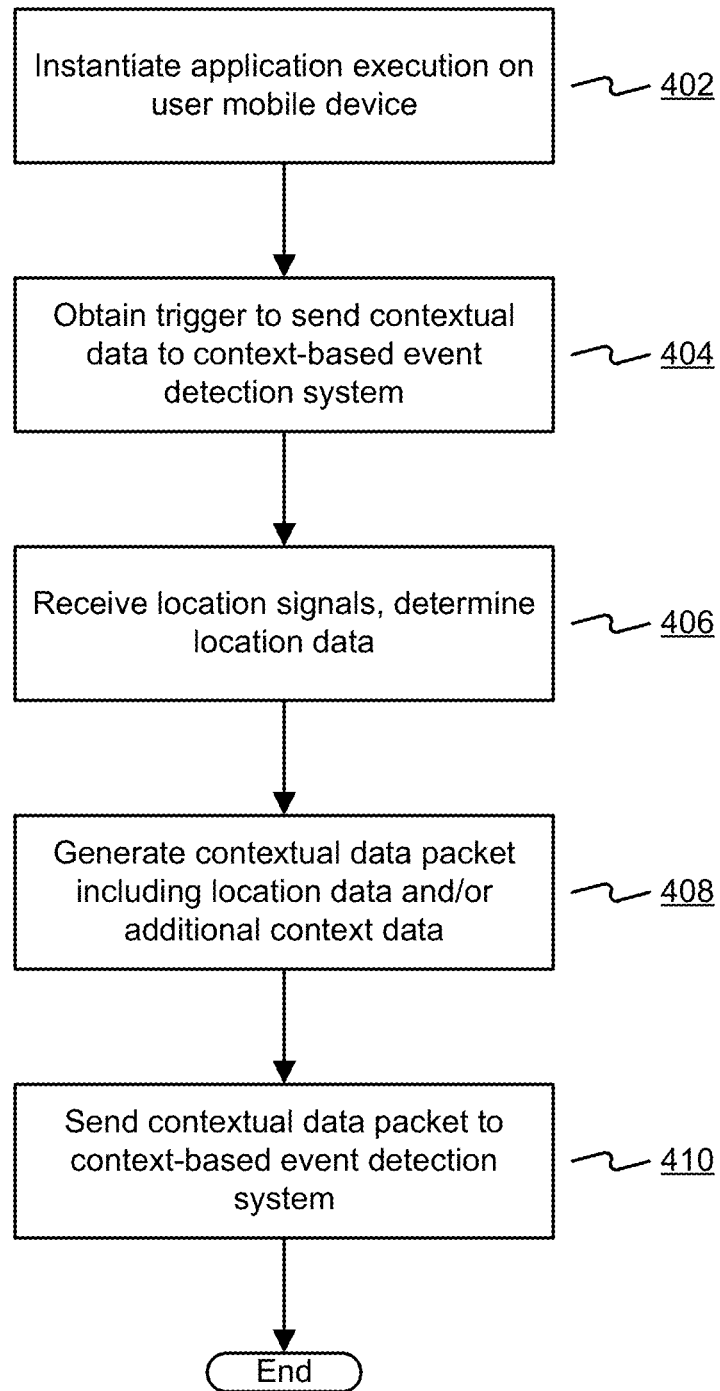 Instantiate application execution on
user mobile device
402
Obtain trigger to send contextual
data to context-based event
detection system
404
Receive location signals, determine
location data
406
Generate contextual data packet
including location data and/or
additional context data
408
Send contextual data packet to
context-based event detection
system
410
End